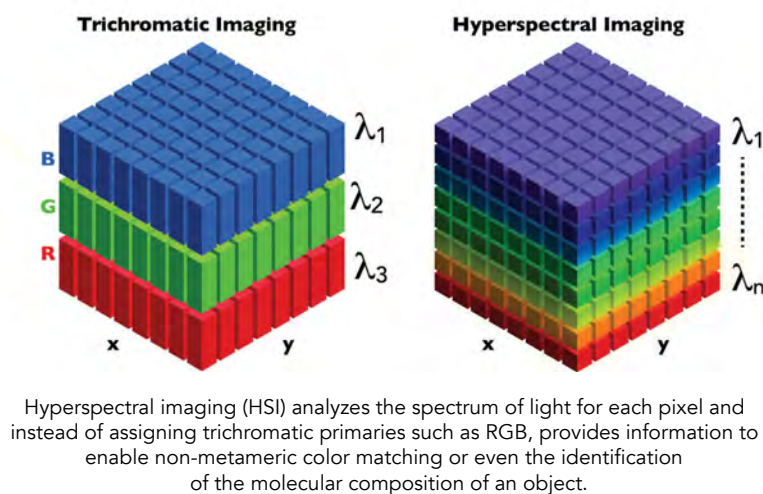 Trichromatic Imaging
B
G
R
λ1
λ2
λ3
x
y
Hyperspectral Imaging
λ1
λn
x
y
Hyperspectral imaging (HSI) analyzes the spectrum of light for each pixel and
instead of assigning trichromatic primaries such as RGB, provides information to
enable non-metameric color matching or even the identification
of the molecular composition of an object.